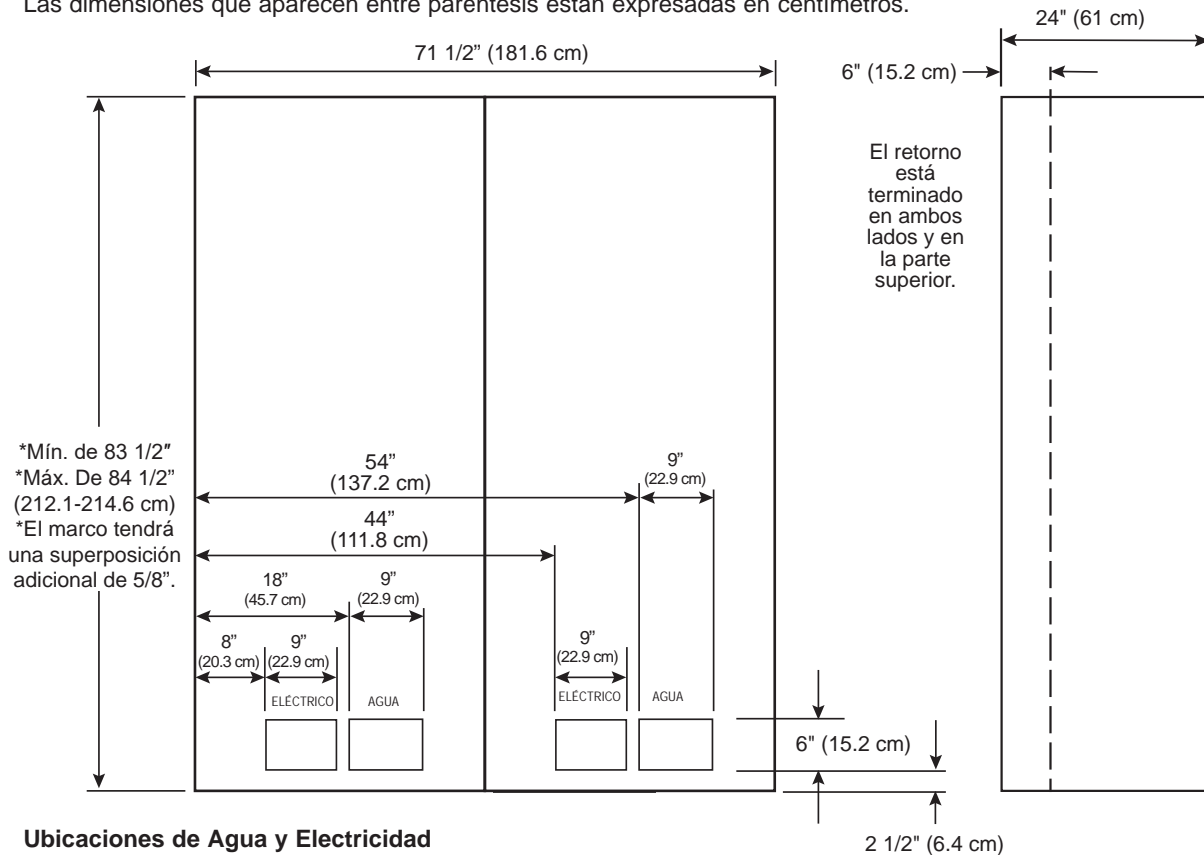 Las dimensiones que aparecen entre paréntesis están expresadas en centímetros.
24" (61 cm)
71 1/2” (181.6 cm)
6" (15.2 cm)
El retorno
está
terminado
en ambos
lados y en
la parte
superior.
*Mín. de 83 1/2″
*Máx. De 84 1/2”
(212.1-214.6 cm)
*El marco tendrá
una superposición
adicional de 5/8”.
54”
(137.2 cm)
9”
(22.9 cm)
44”
(111.8 cm)
18”
(45.7 cm)
9”
(22.9 cm)
8”
(20.3 cm)
9”
(22.9 cm)
9”
(22.9 cm)
ELÉCTRICO
AGUA
ELÉCTRICO
AGUA
6" (15.2 cm)
2 1/2" (6.4 cm)
Ubicaciones de Agua y Electricidad